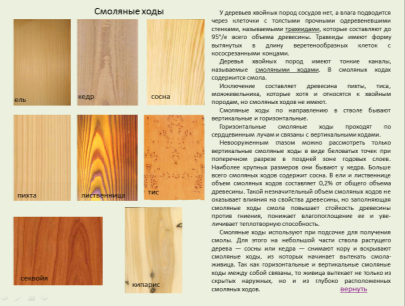 Смоляные ходы
ель
кедр
сосна
пихта
лиственница
тис
секвойя
кипарис
У деревьев хвойных пород сосудов нет, а влага подводится
через клеточки с толстыми прочными одеревеневшими
стенками, называемыми травмидами, которые составляют до
95°/е всего объема древесины. Травеиды имеют форму
вытянутых в длину веретенообразных клеток с
кососрезанными концами.
Деревья хвойных пород имеют тонкие каналы,
называемые смоляными ходами. В смоляных ходах
содержится смола.
Исключение составляет древесина пихты, тиса,
можжевельника, которые хотя и относятся к хвойным
породам, но смоляных ходов не имеют.
Смоляные ходы по направлению в стволе бывают
вертикальные и горизонтальные.
Горизонтальные смоляные ходы проходят по
сердцевинным лучам и связаны с вертикальными ходами.
Невооруженным глазом можно рассмотреть только
вертикальные смоляные ходы в виде беловатых точек при
поперечном разрезе в поздней зоне годовых слоев.
Наиболее крупных размеров они бывают у кедра. Больше
всего смоляных ходов содержит сосна. В ели и лиственнице
объем смоляных ходов составляет 0,2% от общего объема
древесины. Такой незначительный объем смоляных ходов не
оказывает влияния на свойства древесины, но заполняющая
смоляные ходы смола повышает стойкость древесины
против гниения, понижает влагопоглощение ее и уве-
личивает теплотворную способность.
Смоляные ходы используют при подсочке для получения
смолы. Для этого на небольшой части ствола растущего
дерева — сосны или кедра — снимают кору и вскрывают
смоляные ходы, из которых начинает вытекать смола-
живица. Так как горизонтальные и вертикальные смоляные
ходы между собой связаны, то живица вытекает не только из
вскрытых наружных, но и из глубоко расположенных
смоляных ходов.
вернуть